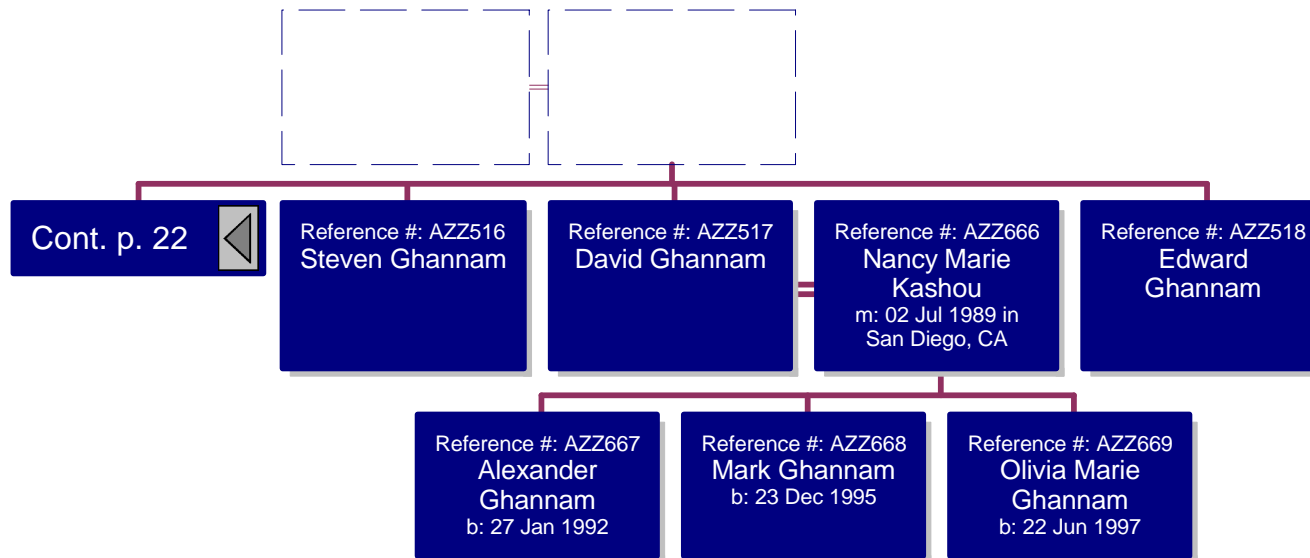 Cont. p. 22
Reference #: AZZ516
Steven Ghannam
Reference #: AZZ517
David Ghannam
Reference #: AZZ666
Nancy Marie
Kashou
m: 02 Jul 1989 in
San Diego, CA
Reference #: AZZ518
Edward
Ghannam
Reference #: AZZ667
Alexander
Ghannam
b: 27 Jan 1992
Reference #: AZZ668
Mark Ghannam
b: 23 Dec 1995
Reference #: AZZ669
Olivia Marie
Ghannam
b: 22 Jun 1997